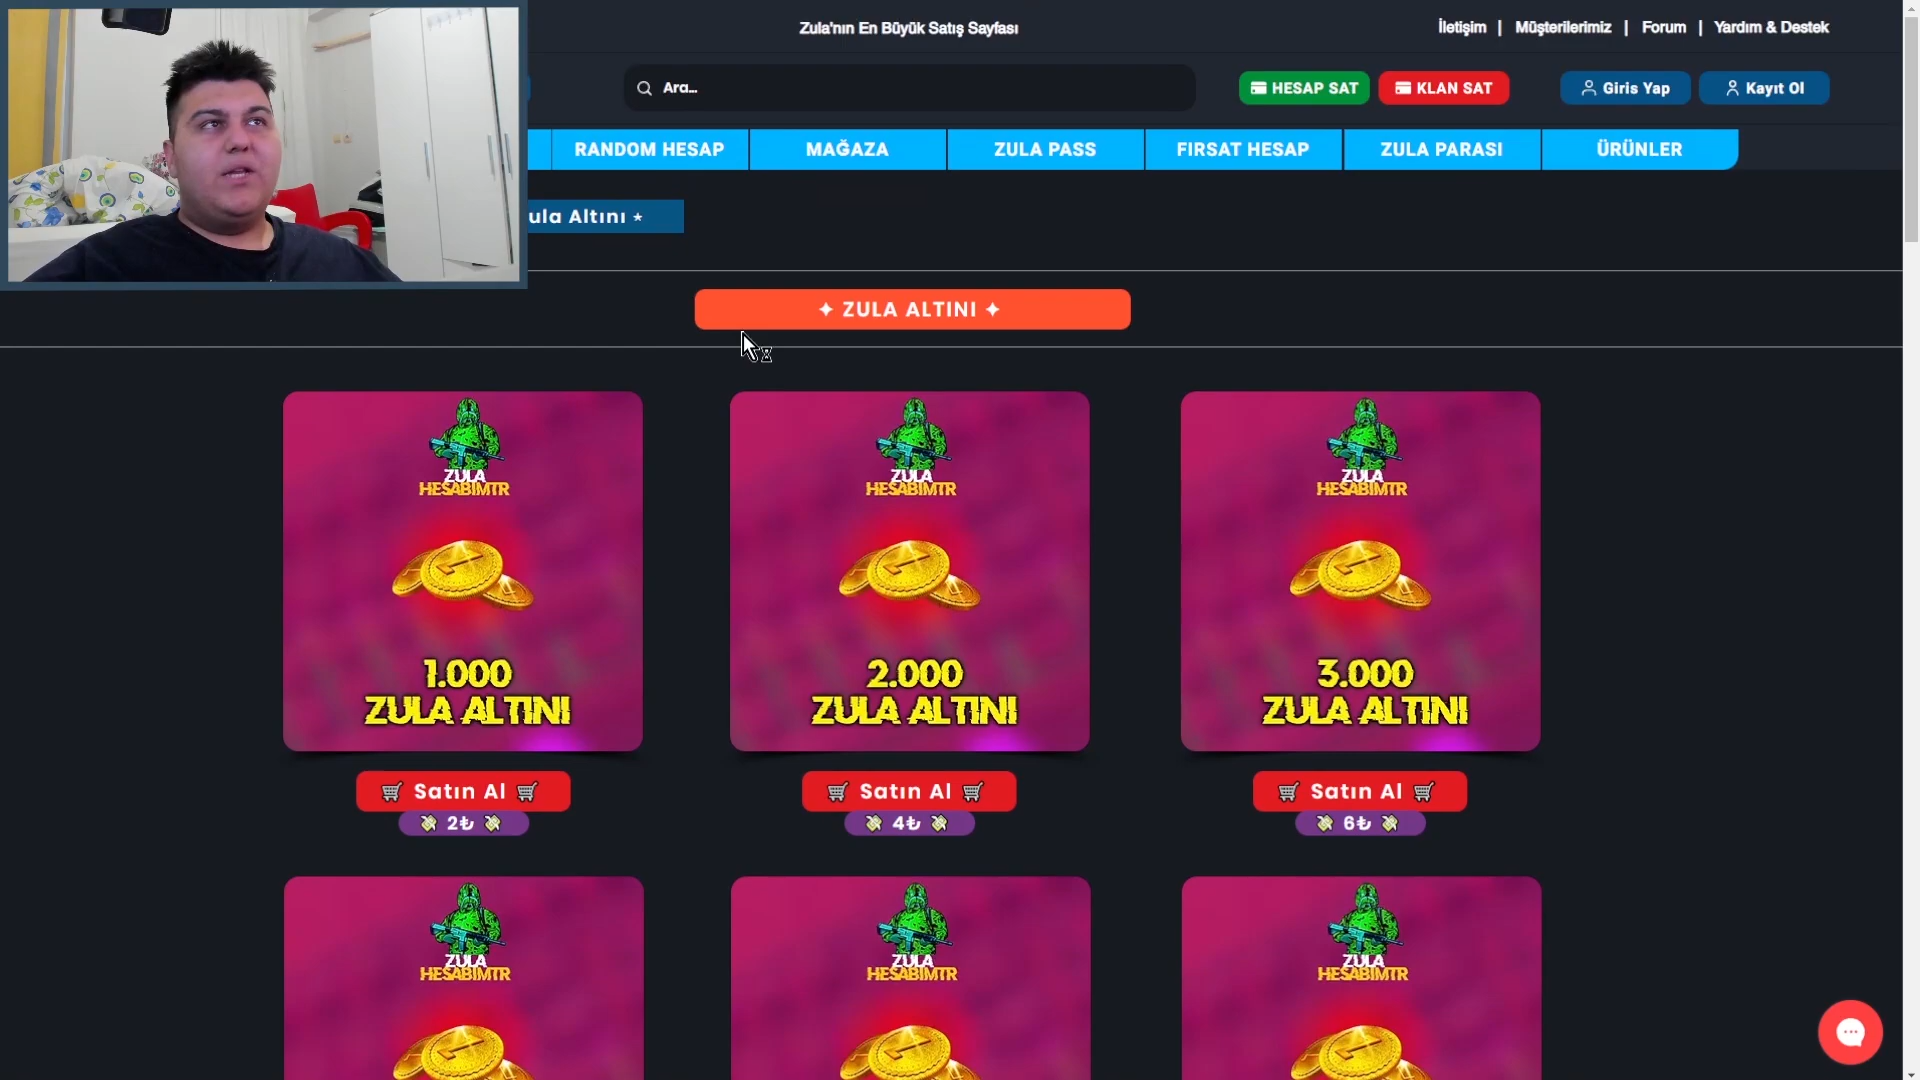 Zula'nın En Büyük Satış Sayfası
İletişim | Müşterilerimiz | Forum | Yardım & Destek
Ara...
HESAP SAT
KLAN SAT
Giris Yap
Kayıt Ol
RANDOM HESAP
MAĞAZA
ZULA PASS
FIRSAT HESAP
ZULA PARASI
ÜRÜNLER
ula Altını ⋆
✦ ZULA ALTINI ✦
ZULA
HESABIMTR
1.000
ZULA ALTINI
Satın Al
2₺
ZULA
HESABIMTR
2.000
ZULA ALTINI
Satın Al
4₺
ZULA
HESABIMTR
3.000
ZULA ALTINI
Satın Al
6₺
ZULA
HESABIMTR
ZULA
HESABIMTR
ZULA
HESABIMTR